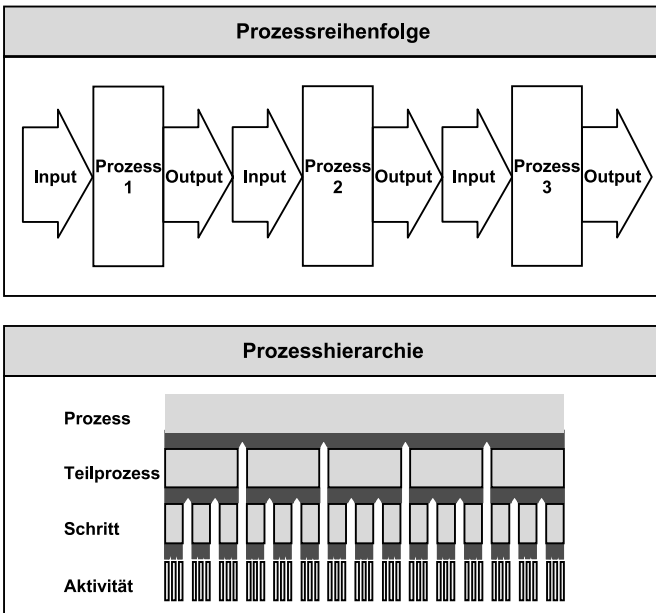 Prozessreihenfolge
Input
Prozess
1
Output
Input
Prozess
2
Output
Input
Prozess
3
Output
Prozesshierarchie
Prozess
Teilprozess
Schritt
Aktivität